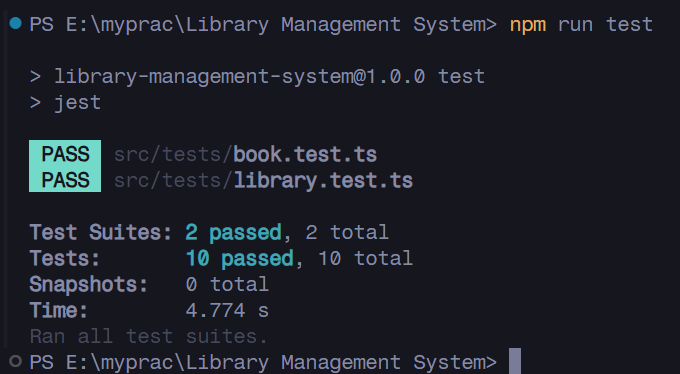 PS E:\myprac\Library Management System> npm run test
> library-management-system@1.0.0 test
> jest
PASS src/tests/book.test.ts
PASS src/tests/library.test.ts
Test Suites: 2 passed, 2 total
Tests: 10 passed, 10 total
Snapshots: 0 total
Time: 4.774 s
Ran all test suites.
PS E:\myprac\Library Management System>